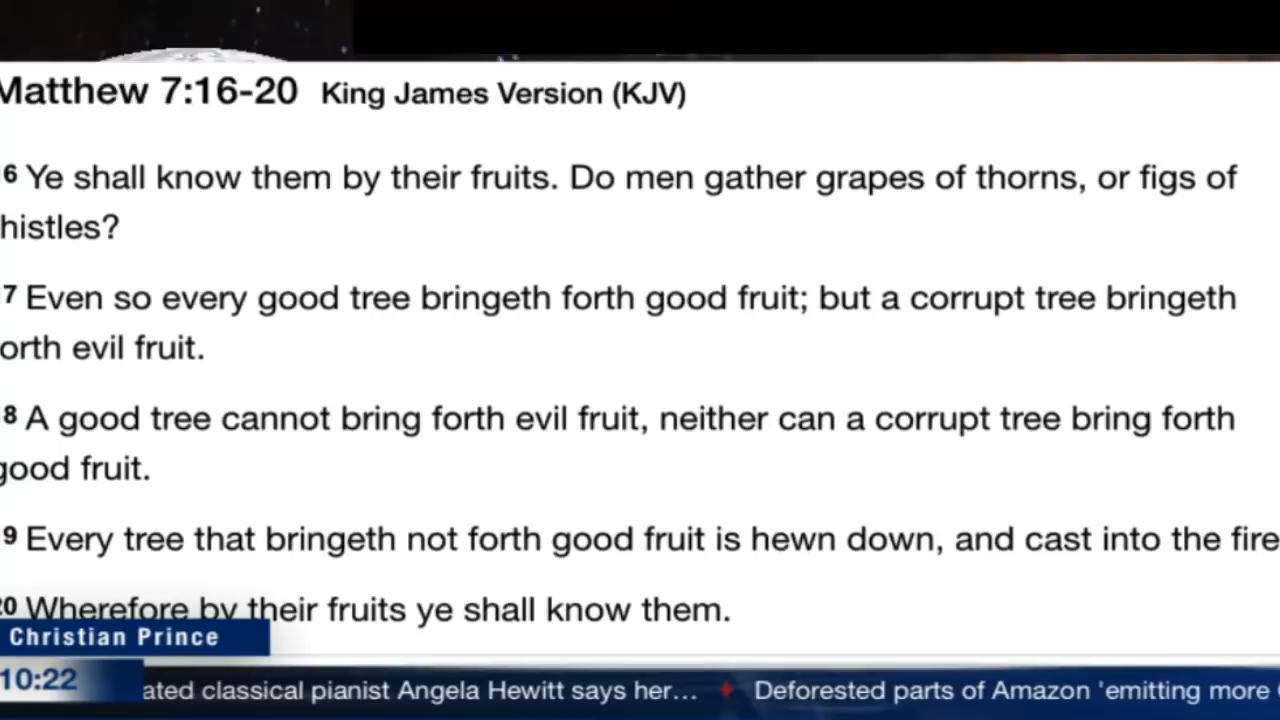 Matthew 7:16-20 King James Version (KJV)
6 Ye shall know them by their fruits. Do men gather grapes of thorns, or figs of
histles?
7 Even so every good tree bringeth forth good fruit; but a corrupt tree bringeth
orth evil fruit.
8 A good tree cannot bring forth evil fruit, neither can a corrupt tree bring forth
good fruit.
9 Every tree that bringeth not forth good fruit is hewn down, and cast into the fire
20 Wherefore by their fruits ye shall know them.
Christian Prince
10:22
ated classical pianist Angela Hewitt says her... Deforested parts of Amazon 'emitting more